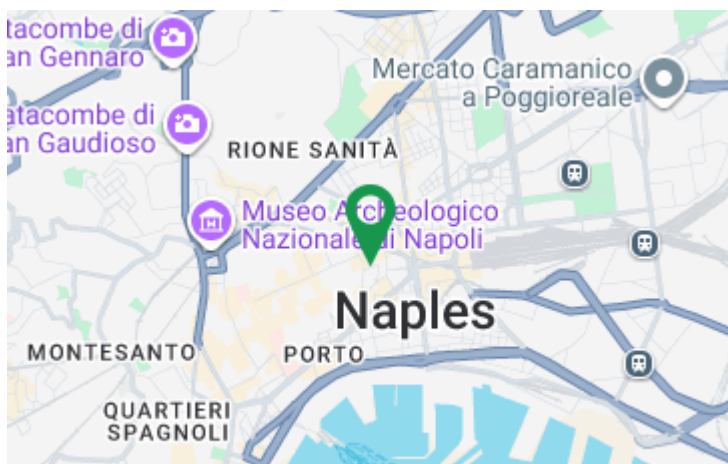 tacombe di
an Gennaro
Mercato Caramanico
a Poggioreale
atacombe di
an Gaudioso
RIONE SANITÀ
Museo Archeologico
Nazionale di Napoli
Naples
MONTESANTO
PORTO
QUARTIERI
SPAGNOLI